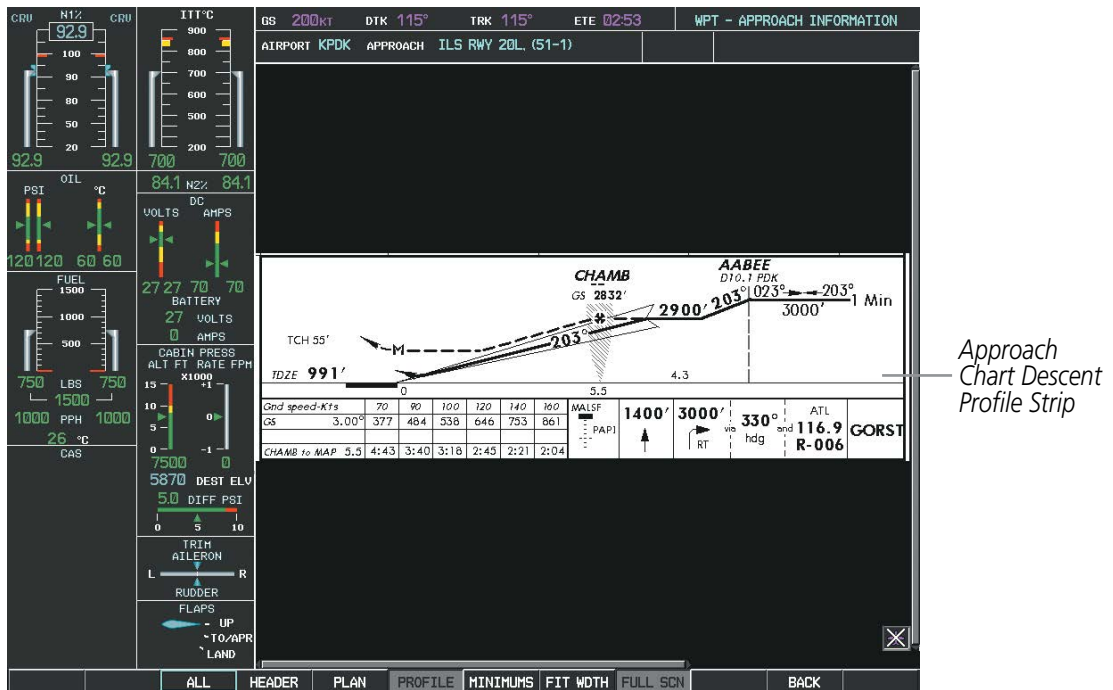 GS 200KT DTK 115° TRK 115° ETE 02:53 WPT - APPROACH INFORMATION
AIRPORT KPDK APPROACH ILS RWY 20L, (51-1)
CRU N1% CRU
92.9
100
90
80
50
20
92.9 92.9
ITT°C
900
800
700
600
500
200
700 700
84.1 N2% 84.1
OIL
PSI °C
120 120 60 60
DC
VOLTS AMPS
27 27 70 70
BATTERY
27 VOLTS
0 AMPS
FUEL
1500
1000
500
750 LBS 750
1500
1000 PPH 1000
26 °C
CAS
CABIN PRESS
ALT FT RATE FPM
X1000
15 +1
10 0
5
0 -1
7500 0
5870 DEST ELV
5.0 DIFF PSI
0 5 10
TRIM
AILERON
L R
RUDDER
FLAPS
UP
TO/APR
LAND
CHAMB
GS 2832'
AABEE
D10.1 PDK
203° 023° 203°
2900' 3000' 1 Min
203°
TCH 55'
M
TDZE 991'
0 5.5 4.3
Gnd speed-Kts 70 90 100 120 140 160
GS 3.00° 377 484 538 646 753 861
CHAMB to MAP 5.5 4:43 3:40 3:18 2:45 2:21 2:04
MALSF
PAPI
1400'
3000'
RT
via 330° hdg
and ATL 116.9 R-006
GORST
Approach
Chart Descent
Profile Strip
ALL HEADER PLAN PROFILE MINIMUMS FIT WDTH FULL SCN BACK